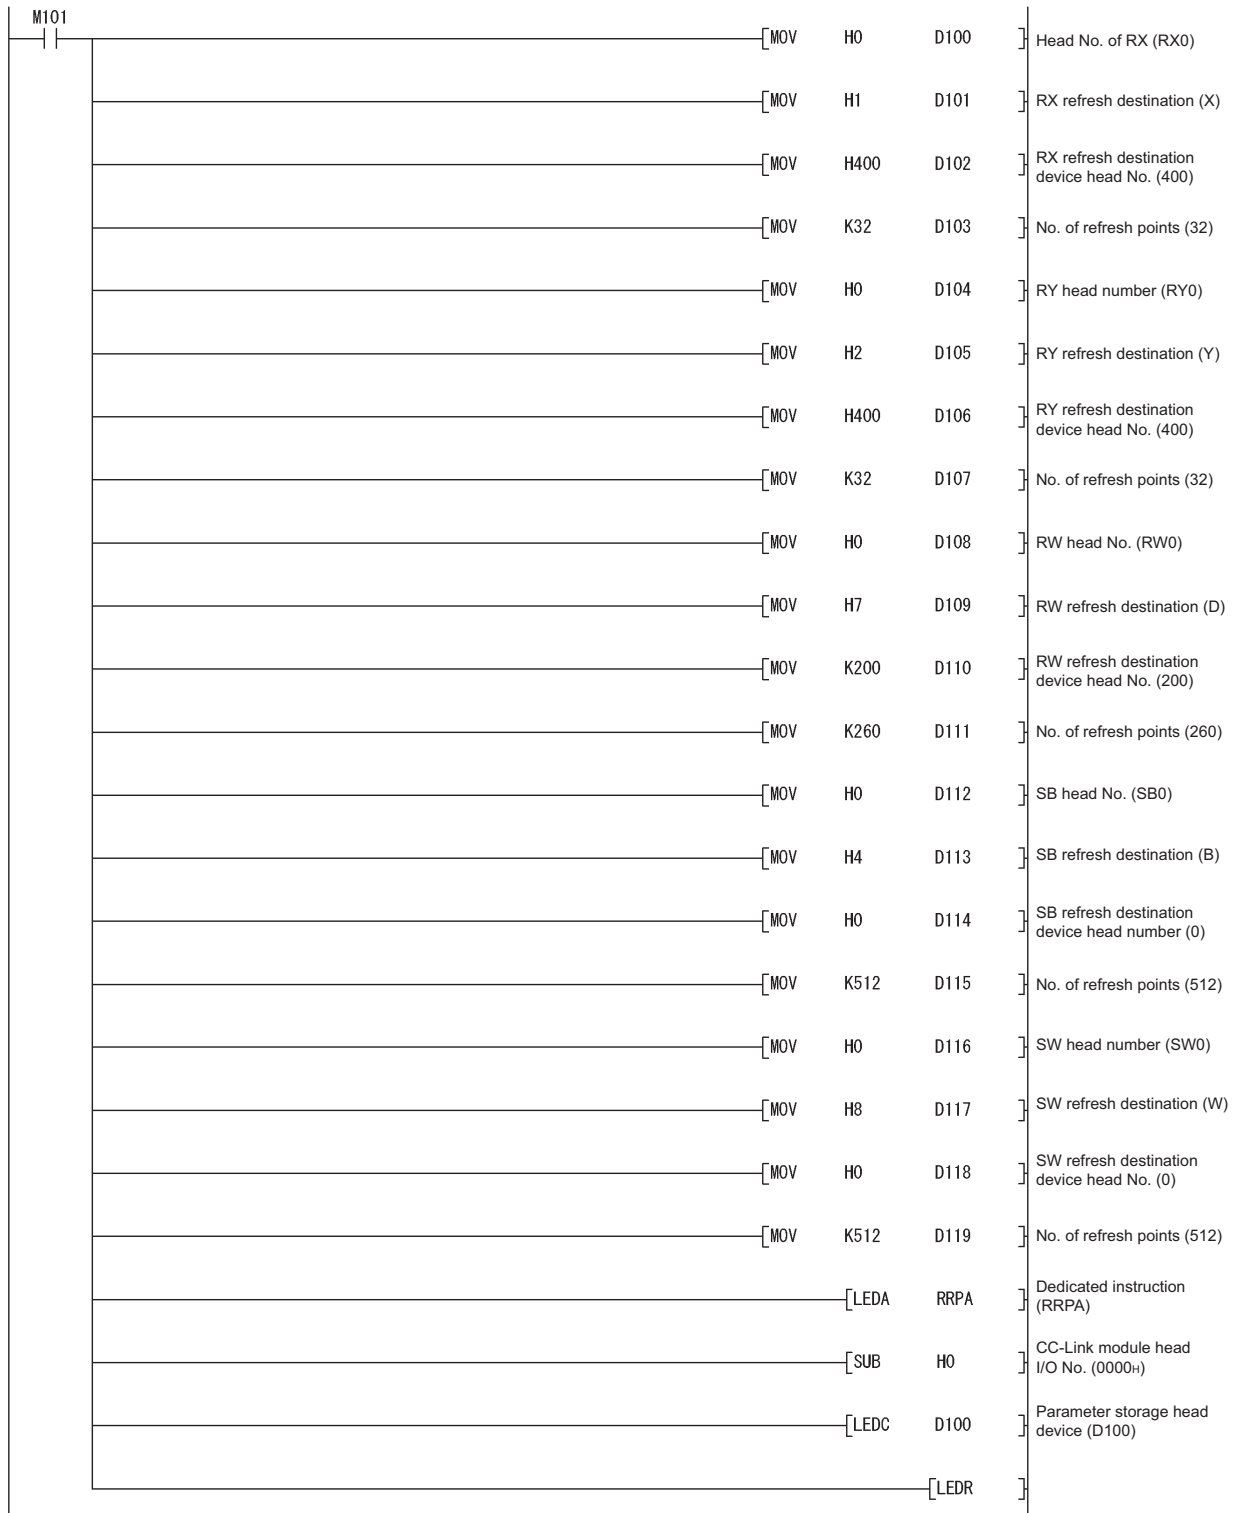 M101
[MOV H0 D100 ] Head No. of RX (RX0)
[MOV H1 D101 ] RX refresh destination (X)
[MOV H400 D102 ] RX refresh destination
device head No. (400)
[MOV K32 D103 ] No. of refresh points (32)
[MOV H0 D104 ] RY head number (RY0)
[MOV H2 D105 ] RY refresh destination (Y)
[MOV H400 D106 ] RY refresh destination
device head No. (400)
[MOV K32 D107 ] No. of refresh points (32)
[MOV H0 D108 ] RW head No. (RW0)
[MOV H7 D109 ] RW refresh destination (D)
[MOV K200 D110 ] RW refresh destination
device head No. (200)
[MOV K260 D111 ] No. of refresh points (260)
[MOV H0 D112 ] SB head No. (SB0)
[MOV H4 D113 ] SB refresh destination (B)
[MOV H0 D114 ] SB refresh destination
device head number (0)
[MOV K512 D115 ] No. of refresh points (512)
[MOV H0 D116 ] SW head number (SW0)
[MOV H8 D117 ] SW refresh destination (W)
[MOV H0 D118 ] SW refresh destination
device head No. (0)
[MOV K512 D119 ] No. of refresh points (512)
[LEDA RRPA ] Dedicated instruction
(RRPA)
[SUB H0 ] CC-Link module head
I/O No. (0000H)
[LEDC D100 ] Parameter storage head
device (D100)
[LEDR ]